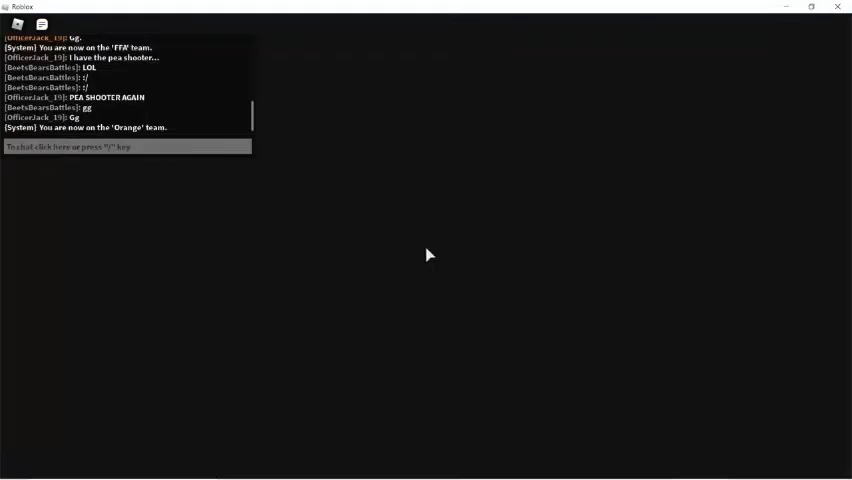 Roblox
[OfficerJack_19]: Gg.
{System} You are now on the 'FFA' team.
[OfficerJack_19]: I have the pea shooter...
[BeetsBearsBattles]: LOL
[BeetsBearsBattles]: :/
[BeetsBearsBattles]: :/
[OfficerJack_19]: PEA SHOOTER AGAIN
[BeetsBearsBattles]: gg
[OfficerJack_19]: Gg
{System} You are now on the 'Orange' team.
To chat click here or press "/" key